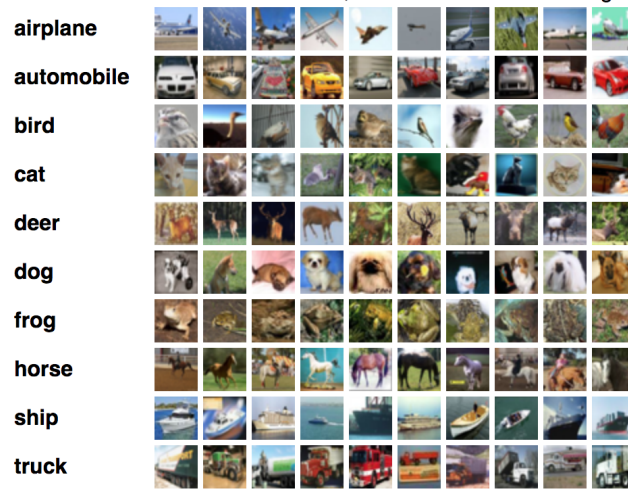 airplane
automobile
bird
cat
deer
dog
frog
horse
ship
truck